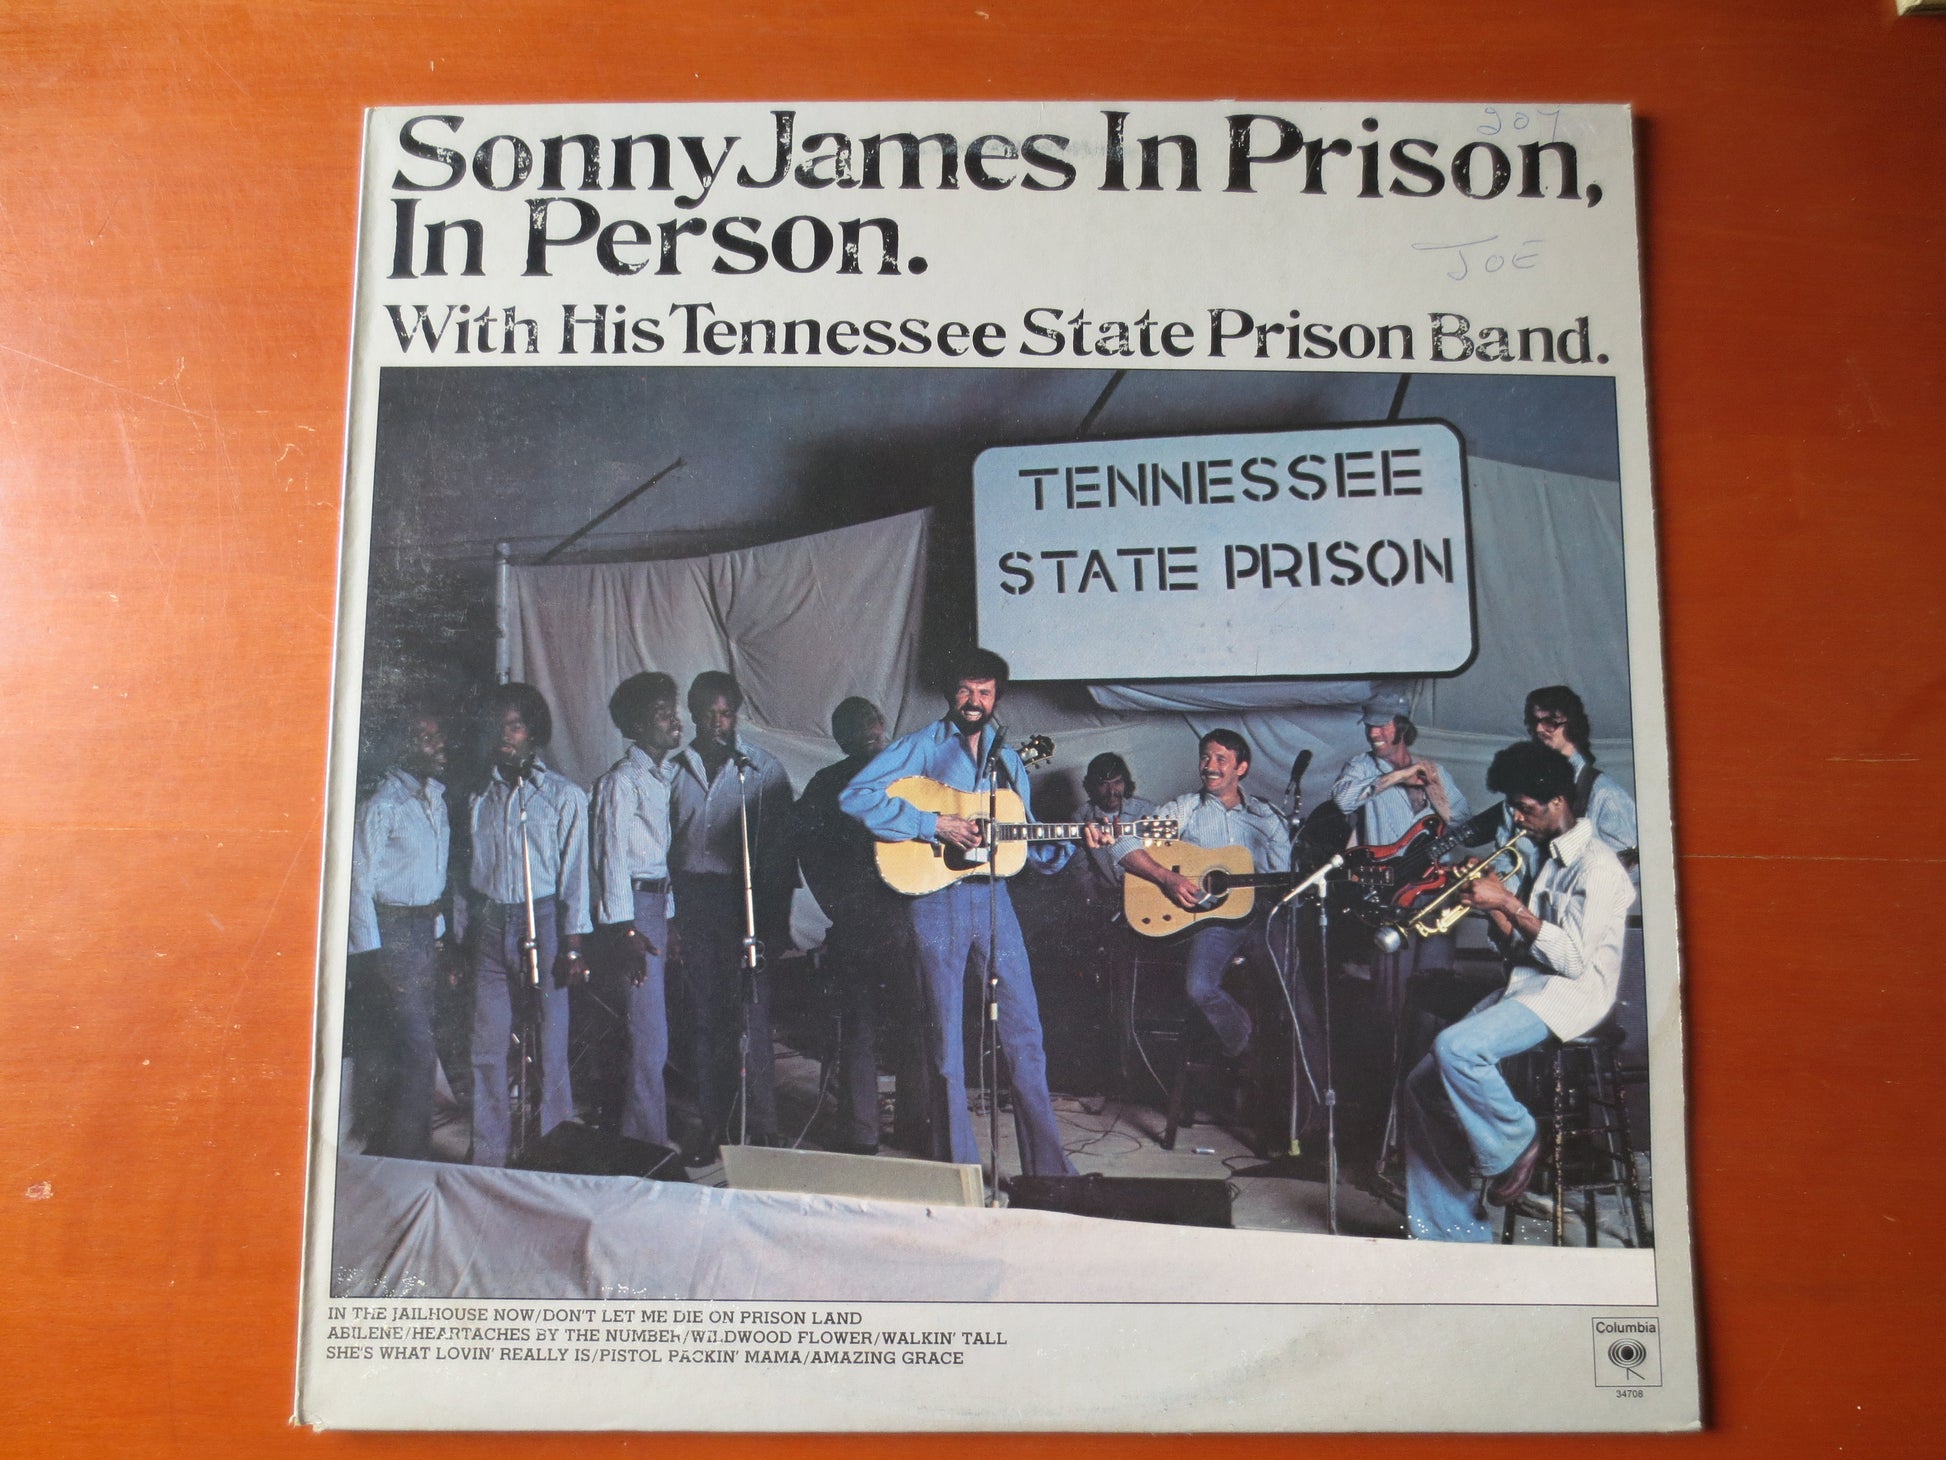 207
Sonny James In Prison,
In Person.
JOE
With His Tennessee State Prison Band.
TENNESSEE
STATE PRISON
IN THE JAILHOUSE NOW/DON'T LET ME DIE ON PRISON LAND
ABILENE/HEARTACHES BY THE NUMBER/WILDWOOD FLOWER/WALKIN' TALL
SHE'S WHAT LOVIN' REALLY IS/PISTOL PACKIN' MAMA/AMAZING GRACE
Columbia
34708